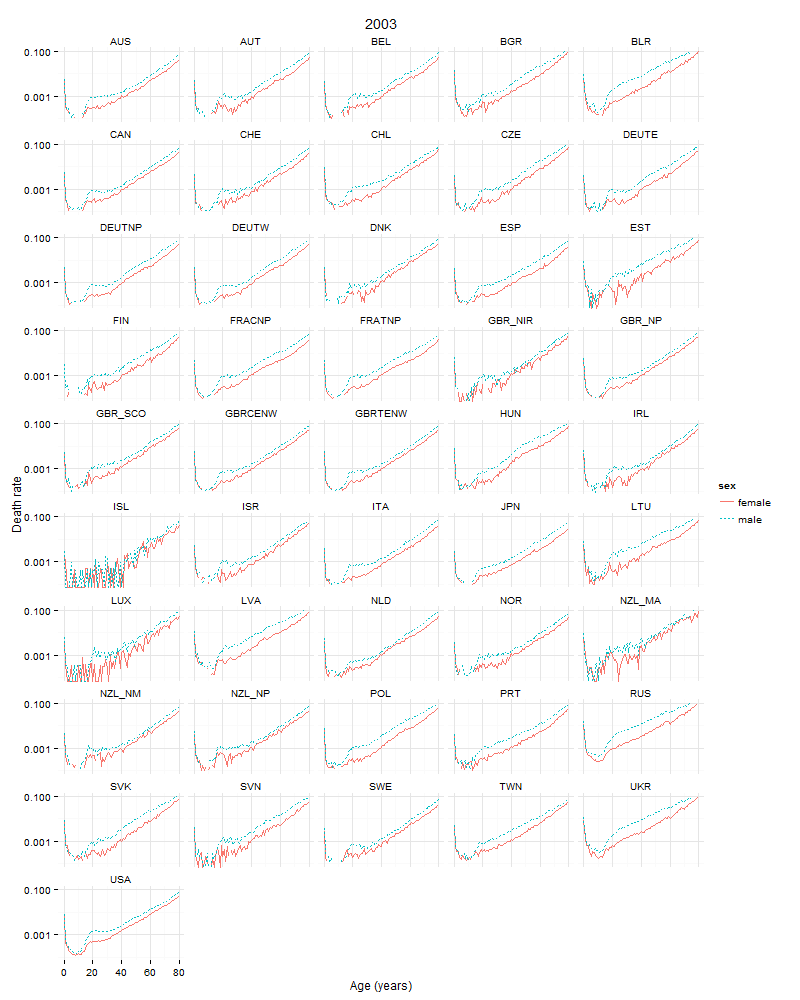 2003
AUS AUT BEL BGR BLR
0.100
0.001
CAN CHE CHL CZE DEUTE
0.100
0.001
DEUTNP DEUTW DNK ESP EST
0.100
0.001
FIN FRACNP FRATNP GBR_NIR GBR_NP
0.100
0.001
GBR_SCO GBRCENW GBRTENW HUN IRL
0.100
0.001
ISL ISR ITA JPN LTU
0.100
0.001
LUX LVA NLD NOR NZL_MA
0.100
0.001
NZL_NM NZL_NP POL PRT RUS
0.100
0.001
SVK SVN SWE TWN UKR
0.100
0.001
USA
0.100
0.001
0 20 40 60 80
Age (years)
Death rate
sex
female
male